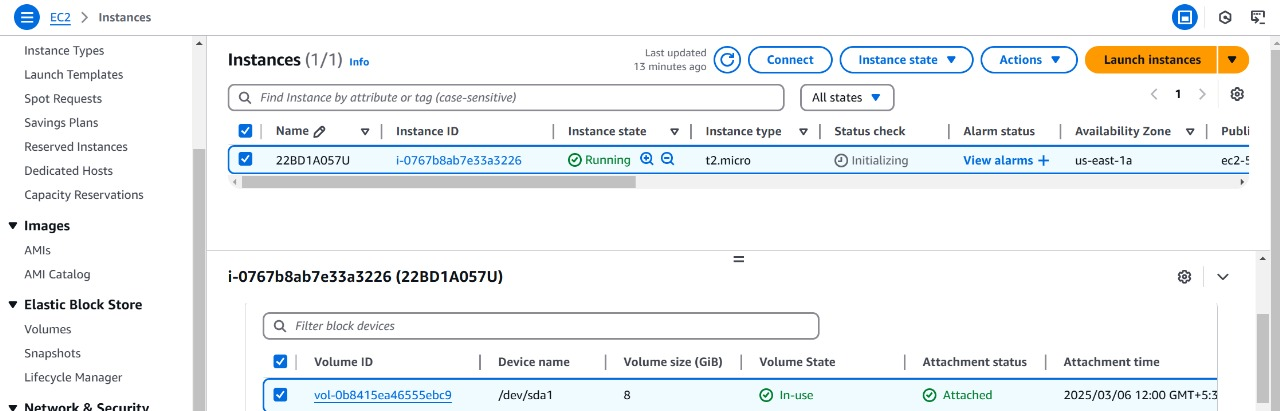 EC2 > Instances
Instance Types
Launch Templates
Spot Requests
Savings Plans
Reserved Instances
Dedicated Hosts
Capacity Reservations
Images
AMIs
AMI Catalog
Elastic Block Store
Volumes
Snapshots
Lifecycle Manager
Network & Security
Instances (1/1) Info
Last updated
13 minutes ago
Connect
Instance state
Actions
Launch instances
Find Instance by attribute or tag (case-sensitive)
All states
1
Name Instance ID Instance state Instance type Status check Alarm status Availability Zone Publi
22BD1A057U i-0767b8ab7e33a3226 Running t2.micro Initializing View alarms + us-east-1a ec2-5
i-0767b8ab7e33a3226 (22BD1A057U)
Filter block devices
Volume ID Device name Volume size (GiB) Volume State Attachment status Attachment time
vol-0b8415ea46555ebc9 /dev/sda1 8 In-use Attached 2025/03/06 12:00 GMT+5:3